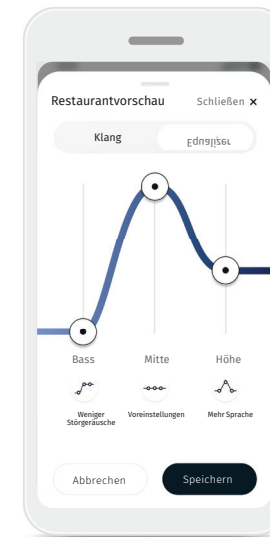 Restaurantvorschau
Schließen ×
Klang
Equalizer
Bass
Mitte
Höhe
Weniger
Störgeräusche
Voreinstellungen
Mehr Sprache
Abbrechen
Speichern